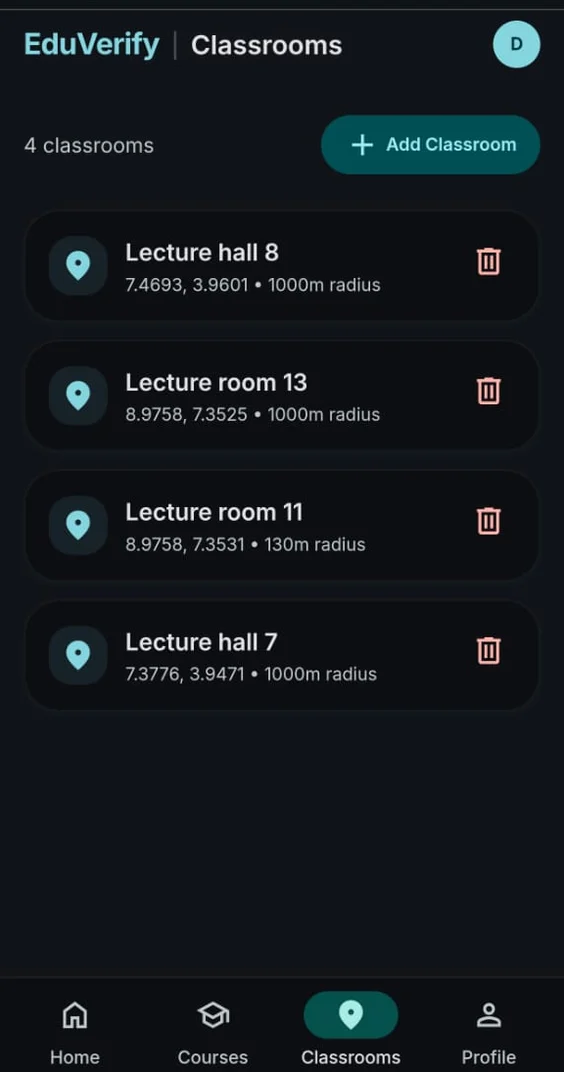 EduVerify | Classrooms
D
4 classrooms
Add Classroom
Lecture hall 8
7.4693, 3.9601 • 1000m radius
Lecture room 13
8.9758, 7.3525 • 1000m radius
Lecture room 11
8.9758, 7.3531 • 130m radius
Lecture hall 7
7.3776, 3.9471 • 1000m radius
Home
Courses
Classrooms
Profile